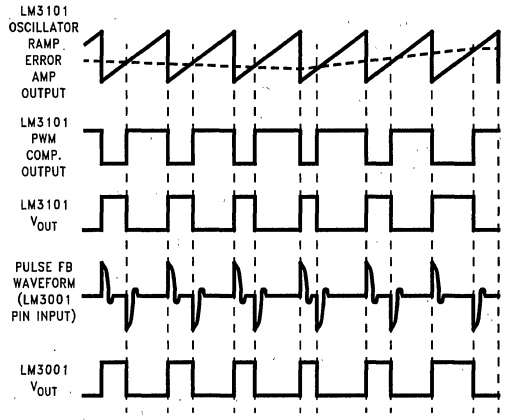 LM3101
OSCILLATOR
RAMP
ERROR
AMP
OUTPUT
LM3101
PWM
COMP.
OUTPUT
LM3101
VOUT
PULSE FB
WAVEFORM
(LM3001
PIN INPUT)
LM3001
VOUT